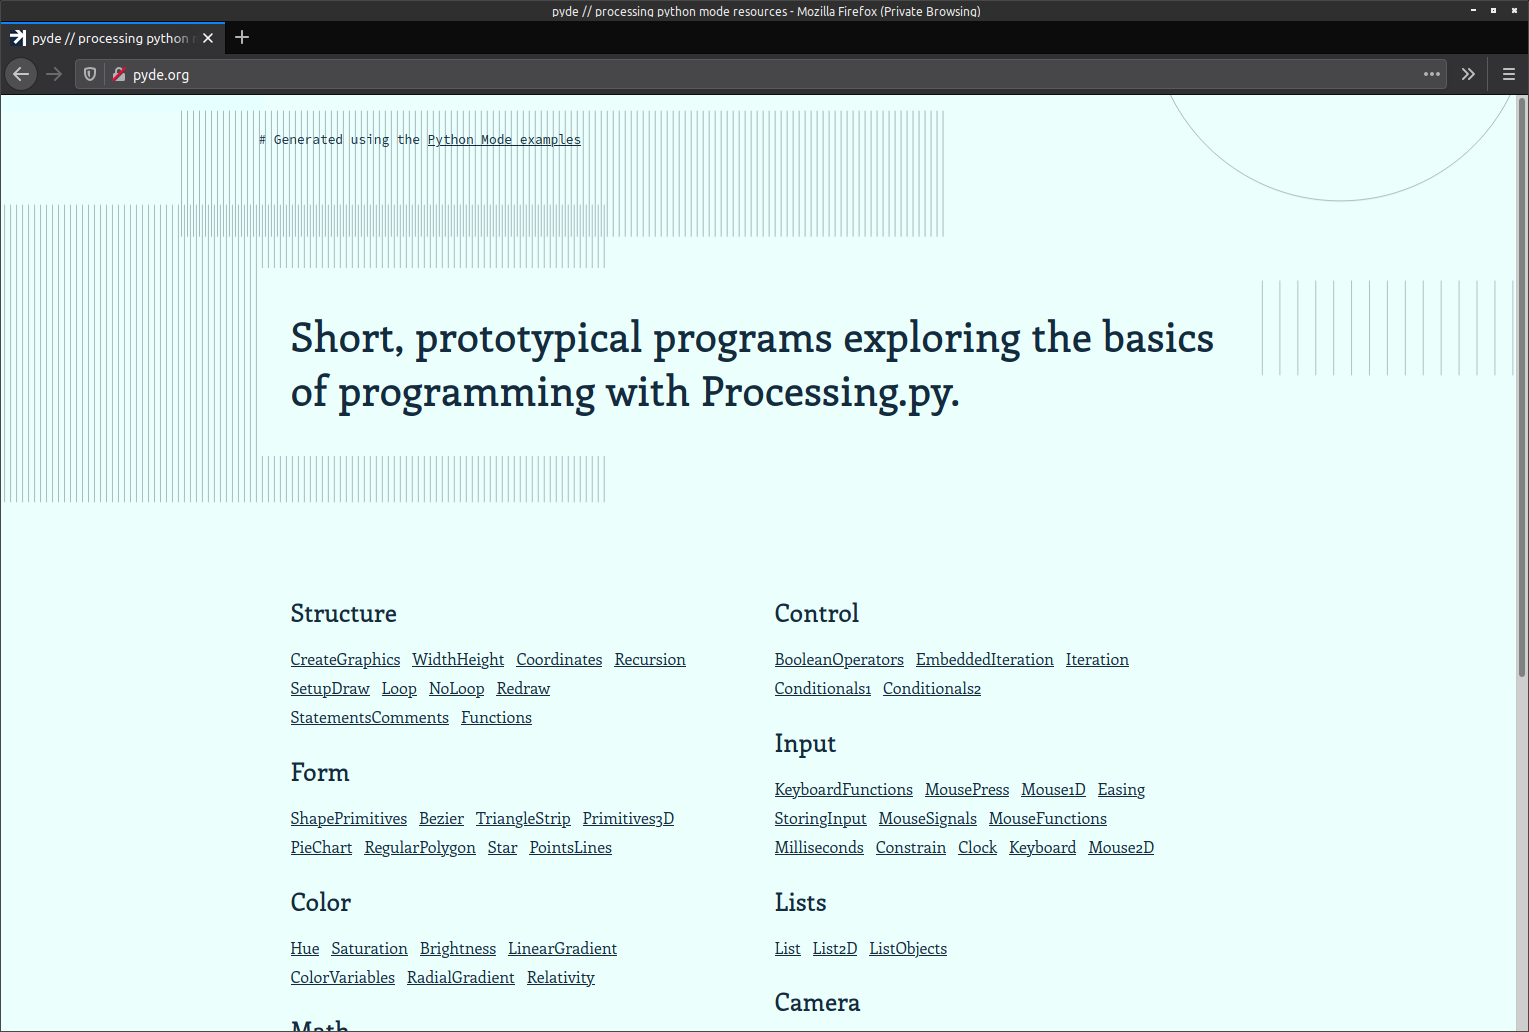 pyde // processing python mode resources - Mozilla Firefox (Private Browsing)
pyde // processing python
pyde.org
# Generated using the Python Mode examples
Short, prototypical programs exploring the basics
of programming with Processing.py.
Structure
CreateGraphics WidthHeight Coordinates Recursion
SetupDraw Loop NoLoop Redraw
StatementsComments Functions
Form
ShapePrimitives Bezier TriangleStrip Primitives3D
PieChart RegularPolygon Star PointsLines
Color
Hue Saturation Brightness LinearGradient
ColorVariables RadialGradient Relativity
Math
Control
BooleanOperators EmbeddedIteration Iteration
Conditionals1 Conditionals2
Input
KeyboardFunctions MousePress Mouse1D Easing
StoringInput MouseSignals MouseFunctions
Milliseconds Constrain Clock Keyboard Mouse2D
Lists
List List2D ListObjects
Camera